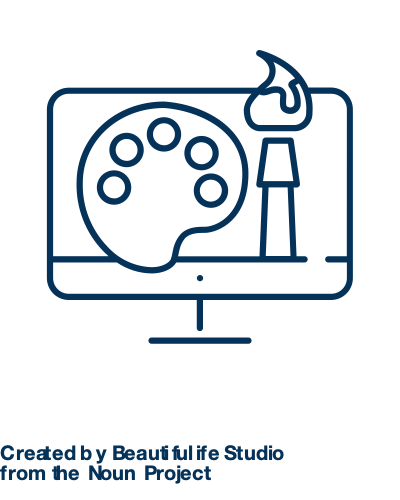 Created by Beautifulife Studio
from the Noun Project